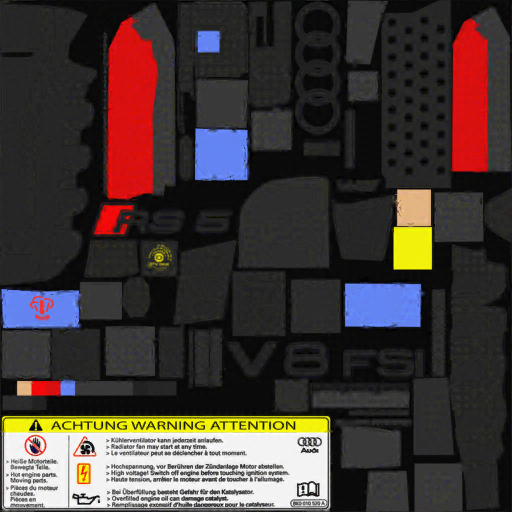 RS 5
V8 FSI
ACHTUNG WARNING ATTENTION
> Heiße Motorteile.
Bewegte Teile.
> Hot engine parts.
Moving parts.
> Pièces du moteur
chaudes.
Pièces en
mouvement.
> Kühlerventilator kann jederzeit anlaufen.
> Radiator fan may start at any time.
> Le ventilateur peut se déclencher à tout moment.
> Hochspannung, vor Berühren der Zündanlage Motor abstellen.
> High voltage! Switch off engine before touching ignition system.
> Haute tension, arrêter le moteur avant de toucher à l'allumage.
> Bei Überfüllung besteht Gefahr für den Katalysator.
> Overfilled engine oil can damage catalyst.
> Remplissage excessif d'huile dangereux pour le catalyseur.
Audi
8K0 010 520 A